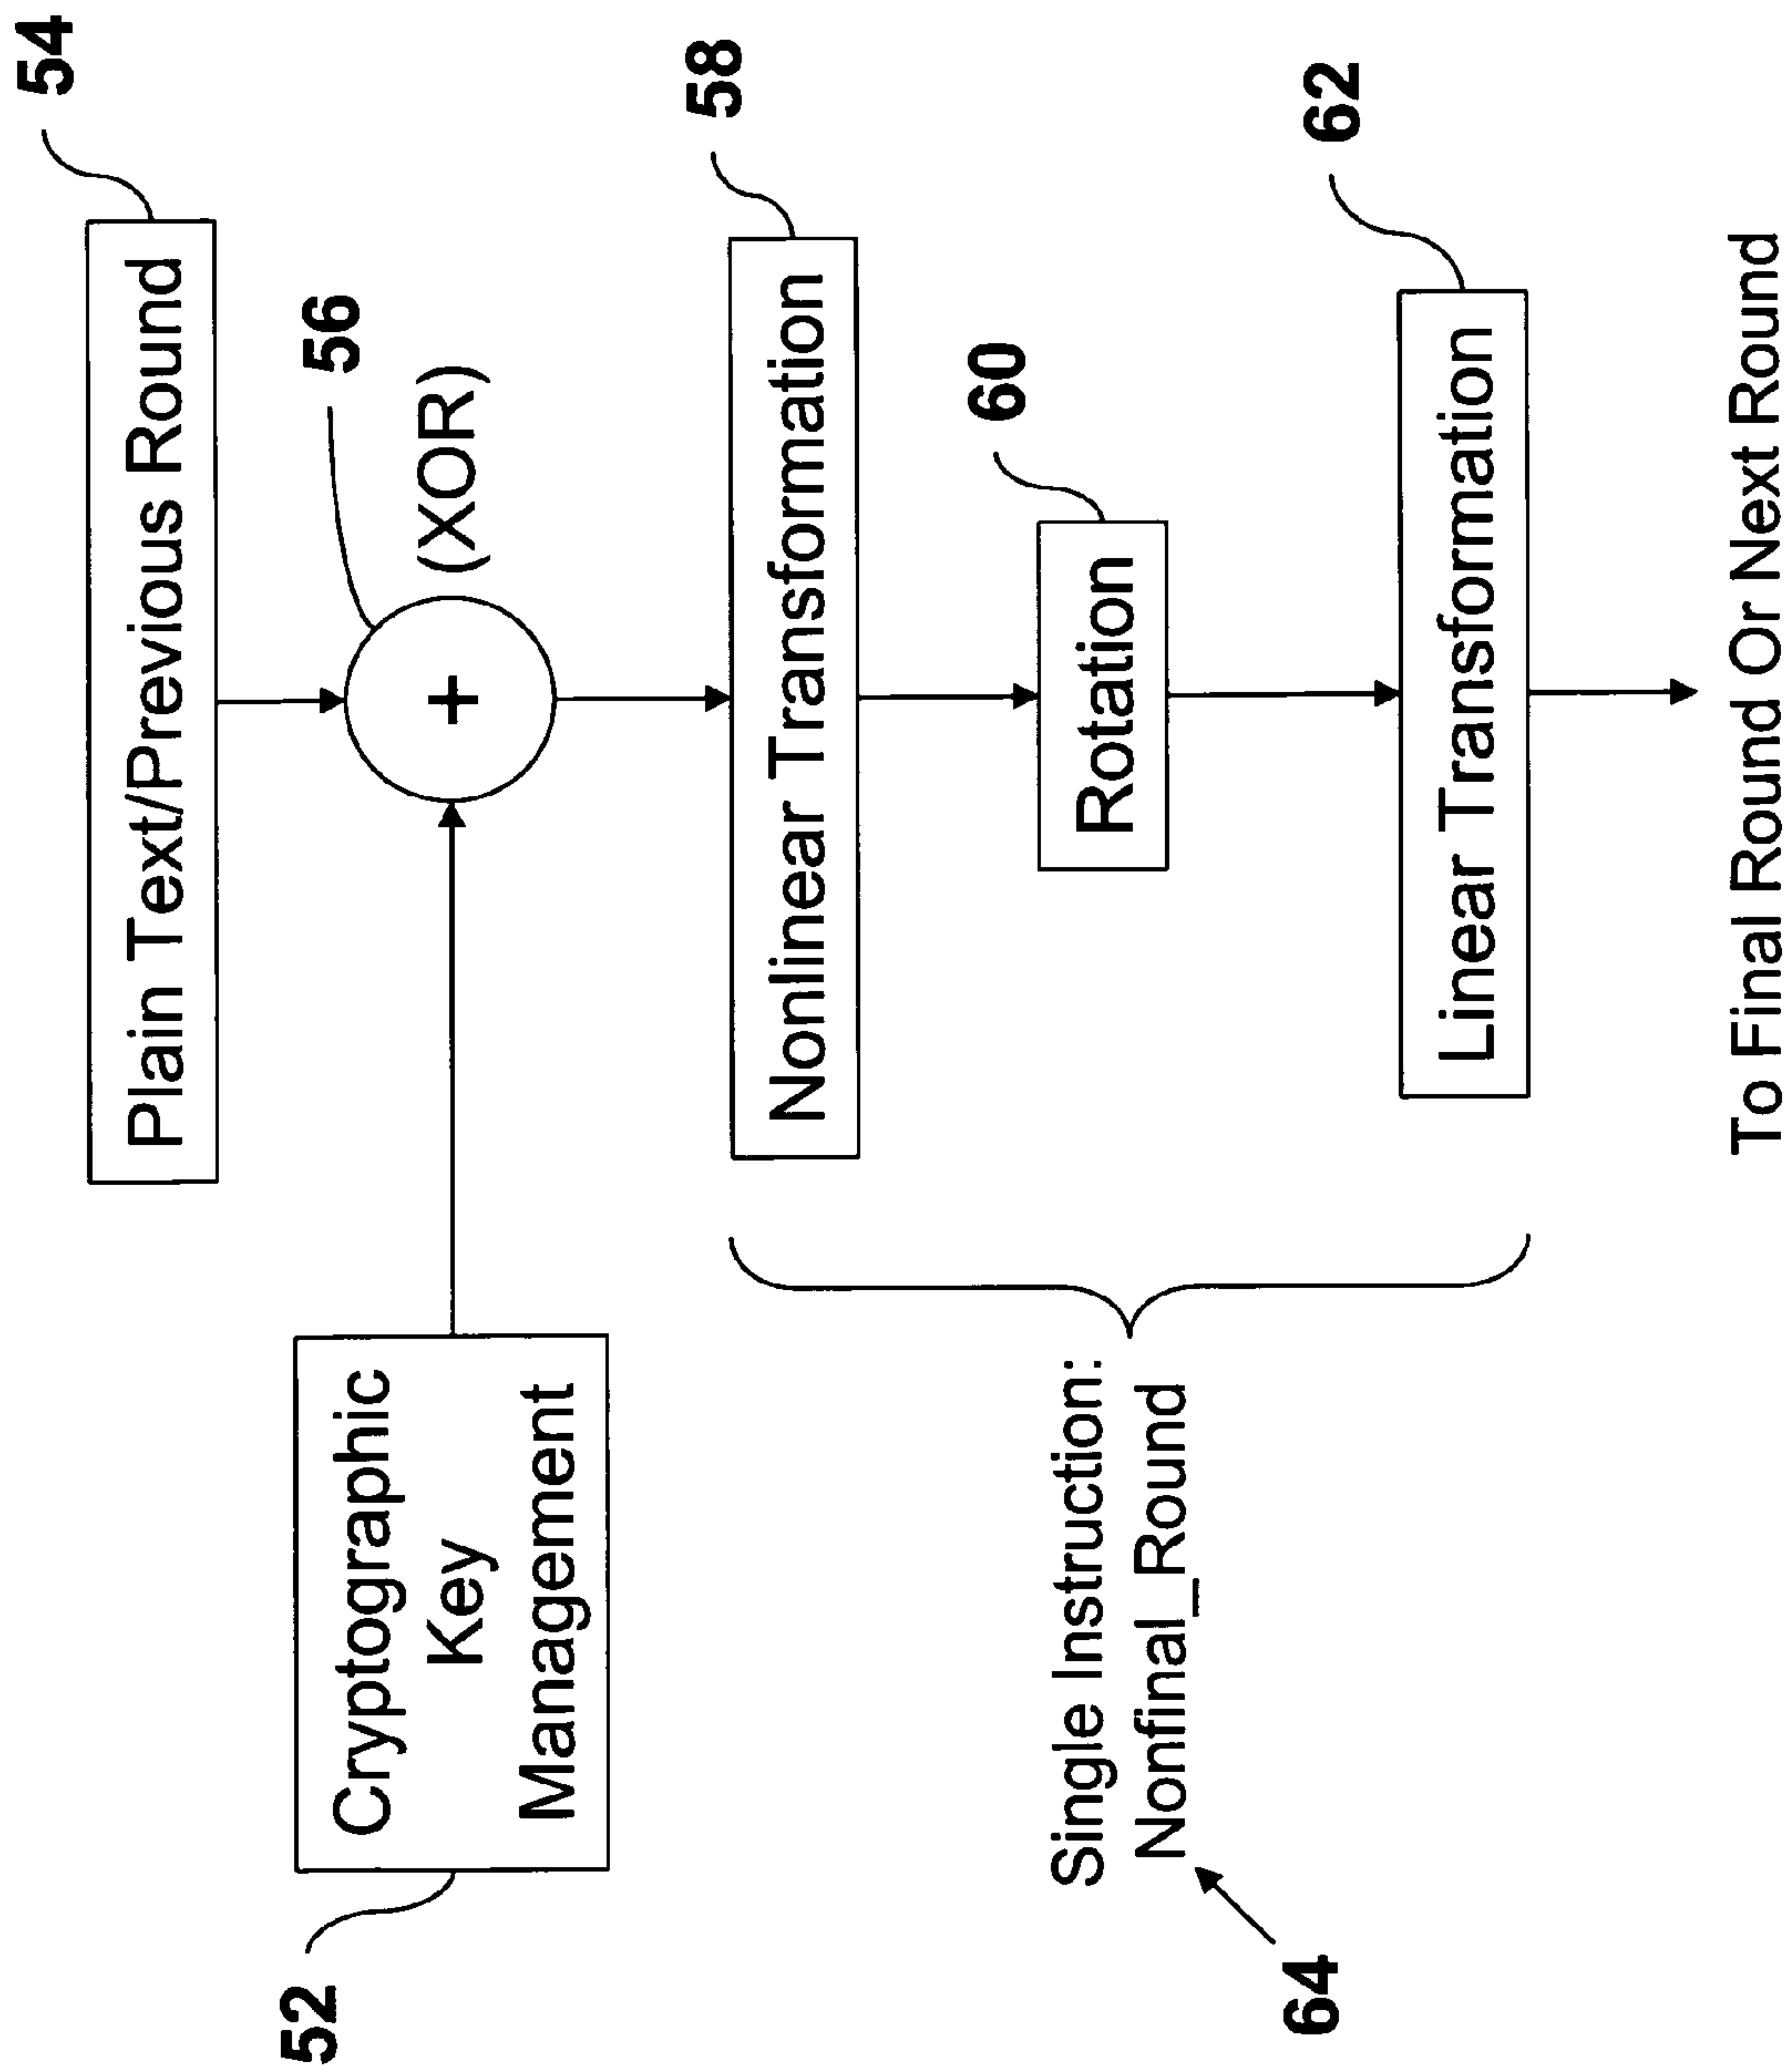 54
Plain Text/Previous Round
56
(XOR)
+
52
Cryptographic
Key
Management
58
Nonlinear Transformation
60
Rotation
Single Instruction:
Nonfinal_Round
64
62
Linear Transformation
To Final Round Or Next Round